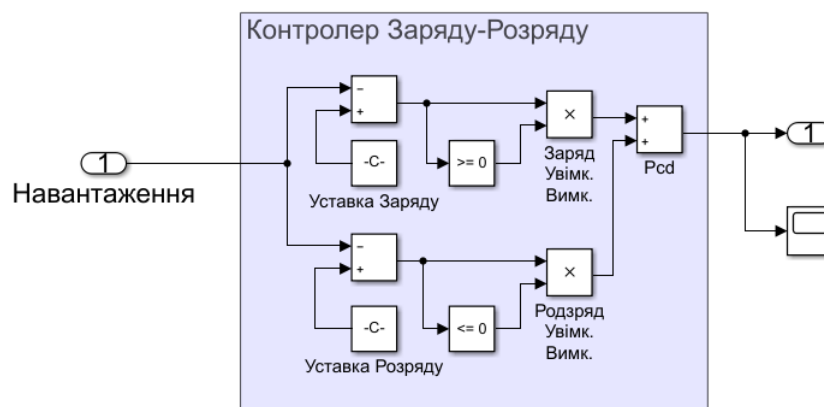 Контролер Заряду-Розряду
−
+
×
+
+
1
-C-
>= 0
Заряд
Увімк.
Вимк.
Pcd
1
Навантаження
Уставка Заряду
−
+
×
-C-
<= 0
Родзряд
Увімк.
Вимк.
Уставка Розряду